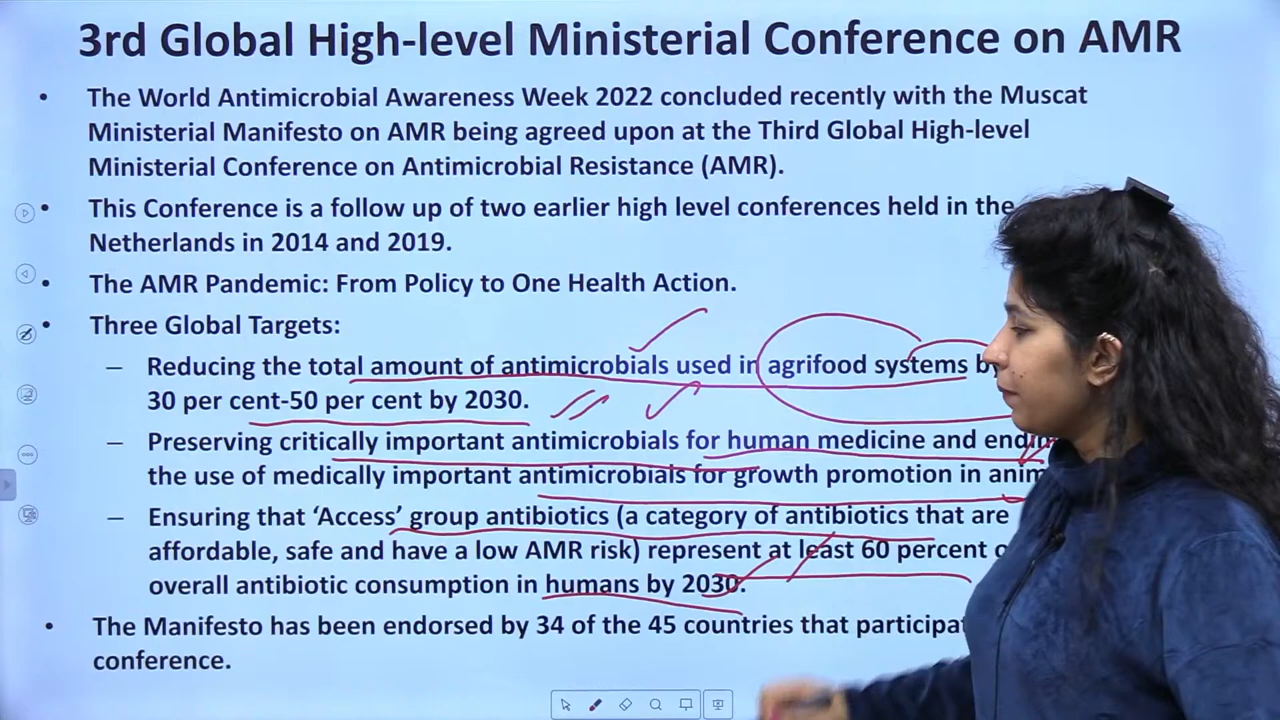 3rd Global High-level Ministerial Conference on AMR
• The World Antimicrobial Awareness Week 2022 concluded recently with the Muscat
Ministerial Manifesto on AMR being agreed upon at the Third Global High-level
Ministerial Conference on Antimicrobial Resistance (AMR).
• This Conference is a follow up of two earlier high level conferences held in the
Netherlands in 2014 and 2019.
• The AMR Pandemic: From Policy to One Health Action.
• Three Global Targets:
– Reducing the total amount of antimicrobials used in agrifood systems
30 per cent-50 per cent by 2030.
– Preserving critically important antimicrobials for human medicine and
the use of medically important antimicrobials for growth promotion in
– Ensuring that ‘Access’ group antibiotics (a category of antibiotics that are
affordable, safe and have a low AMR risk) represent at least 60 percent
overall antibiotic consumption in humans by 2030.
• The Manifesto has been endorsed by 34 of the 45 countries that
conference.